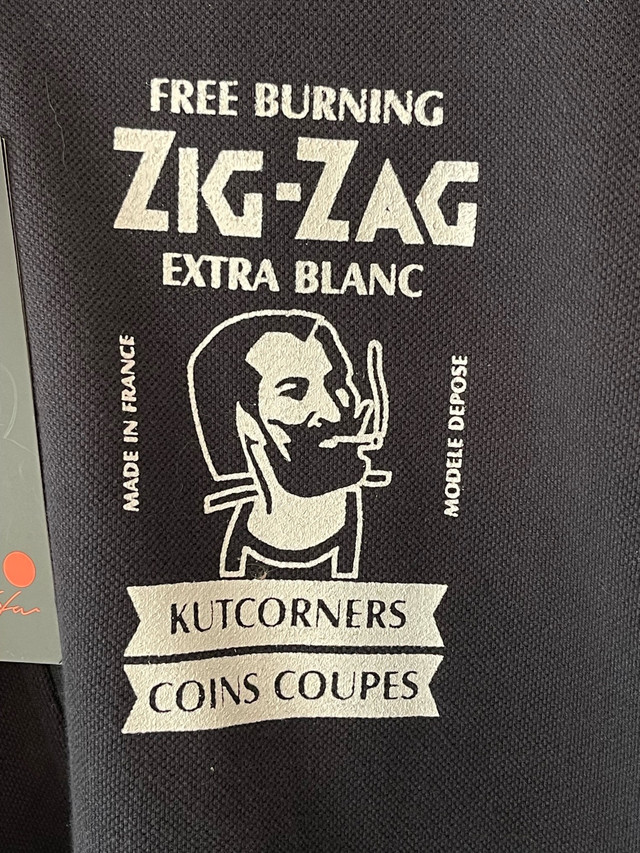 FREE BURNING
ZIG-ZAG
EXTRA BLANC
MADE IN FRANCE
MODELE DEPOSE
KUTCORNERS
COINS COUPES